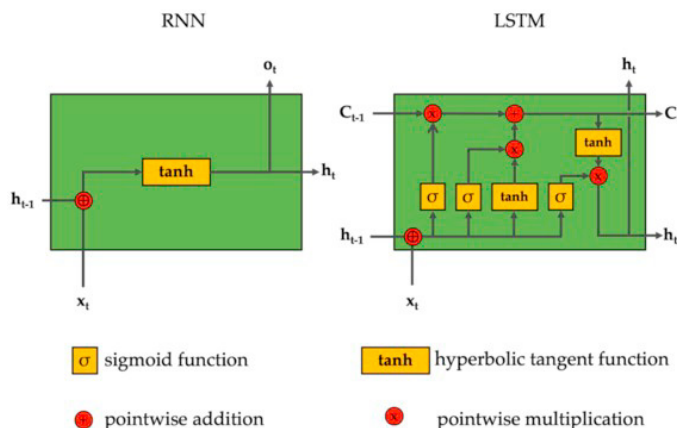 RNN
LSTM
oₜ
hₜ
Cₜ₋₁
x
+
C
tanh
x
tanh
hₜ
x
hₜ₋₁
+
σ
σ
tanh
σ
hₜ₋₁
+
hₜ
xₜ
xₜ
σ sigmoid function
tanh hyperbolic tangent function
+ pointwise addition
x pointwise multiplication